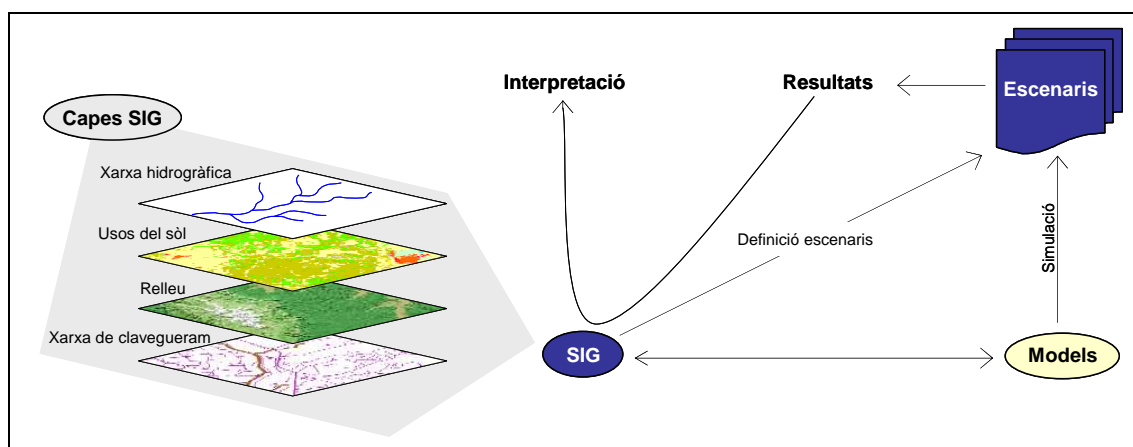 Capes SIG
Xarxa hidrogràfica
Usos del sòl
Relleu
Xarxa de clavegueram
Interpretació
Resultats
Escenaris
Definició escenaris
Simulació
SIG
Models